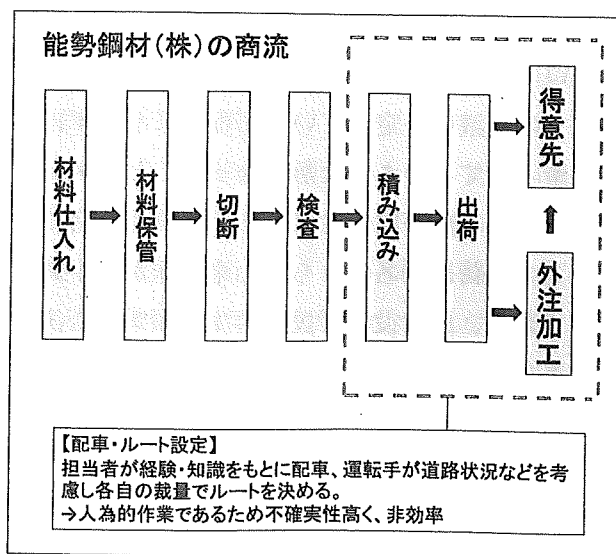 能勢鋼材(株)の商流
材料仕入れ
材料保管
切断
検査
積み込み
出荷
得意先
外注加工
【配車・ルート設定】
担当者が経験・知識をもとに配車、運転手が道路状況などを考
慮し各自の裁量でルートを決める。
→人為的作業であるため不確実性高く、非効率